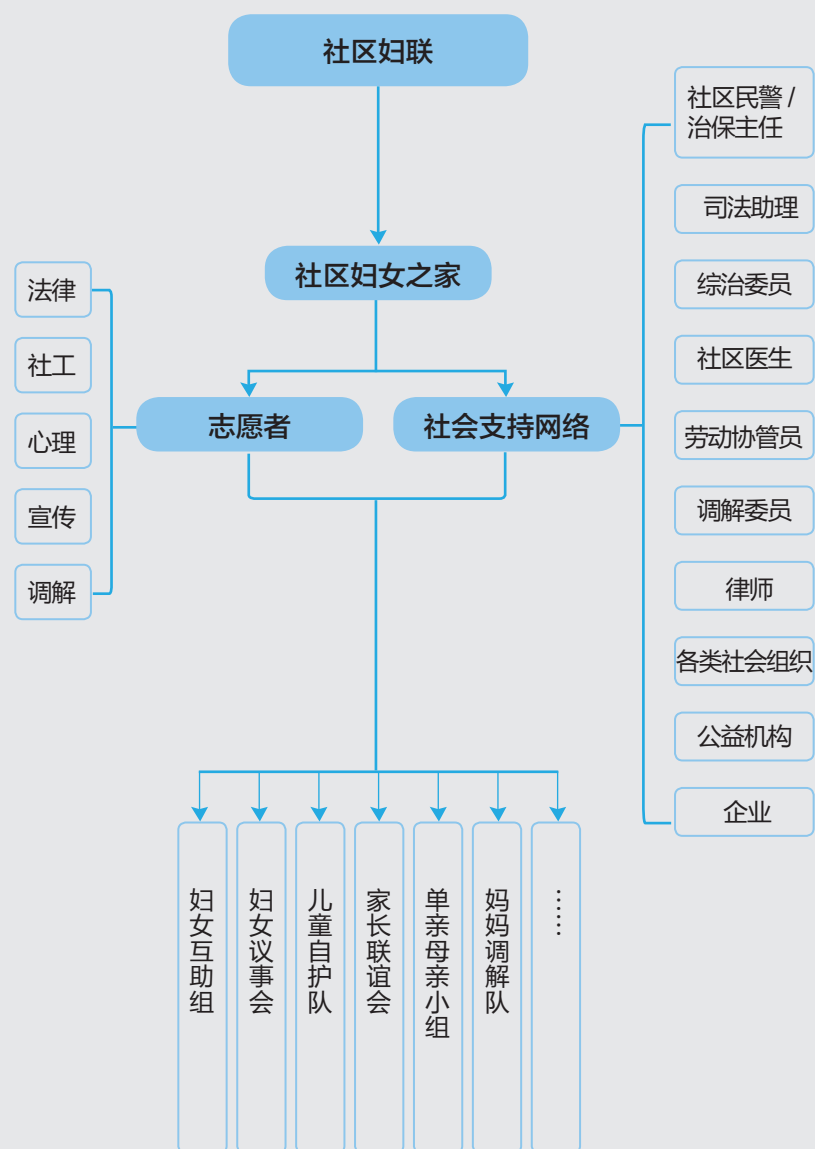 社区妇联
社区民警 /
治保主任
司法助理
社区妇女之家
法律
综治委员
社工
社区医生
志愿者
社会支持网络
劳动协管员
心理
宣传
调解委员
调解
律师
各类社会组织
公益机构
企业
妇女互助组
妇女议事会
儿童自护队
家长联谊会
单亲母亲小组
妈妈调解队
……